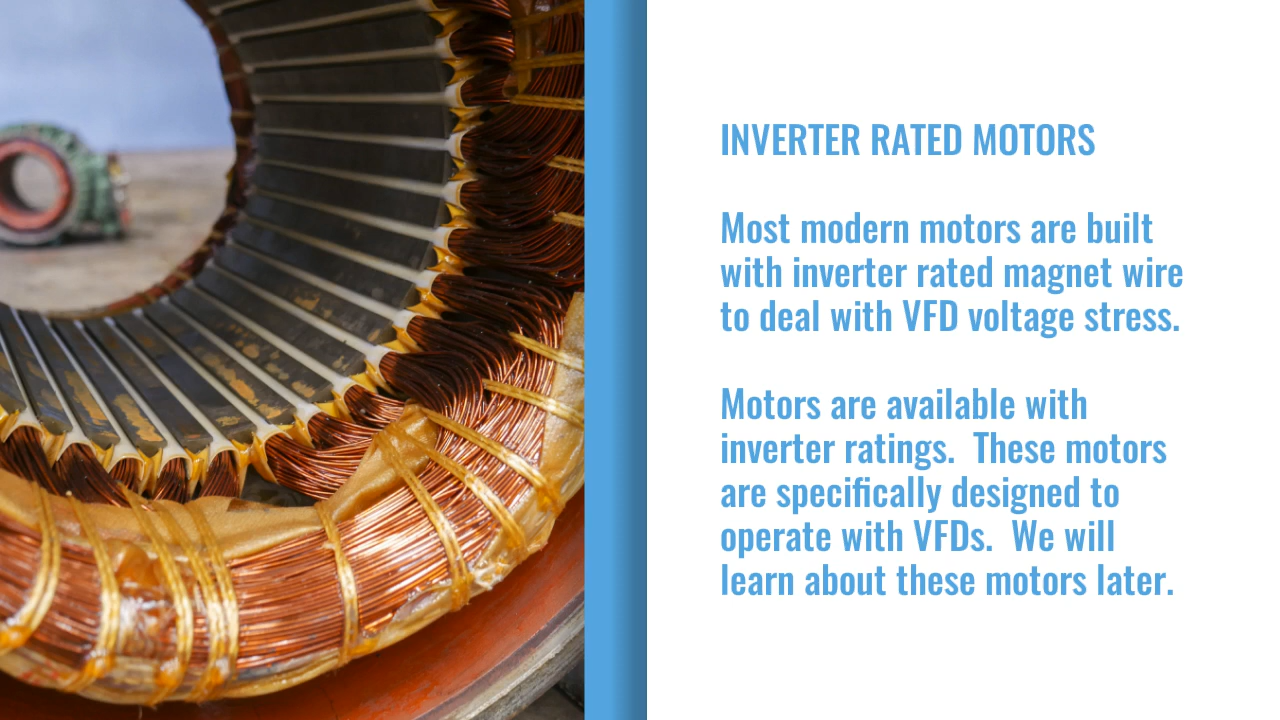 INVERTER RATED MOTORS
Most modern motors are built
with inverter rated magnet wire
to deal with VFD voltage stress.
Motors are available with
inverter ratings.  These motors
are specifically designed to
operate with VFDs.  We will
learn about these motors later.